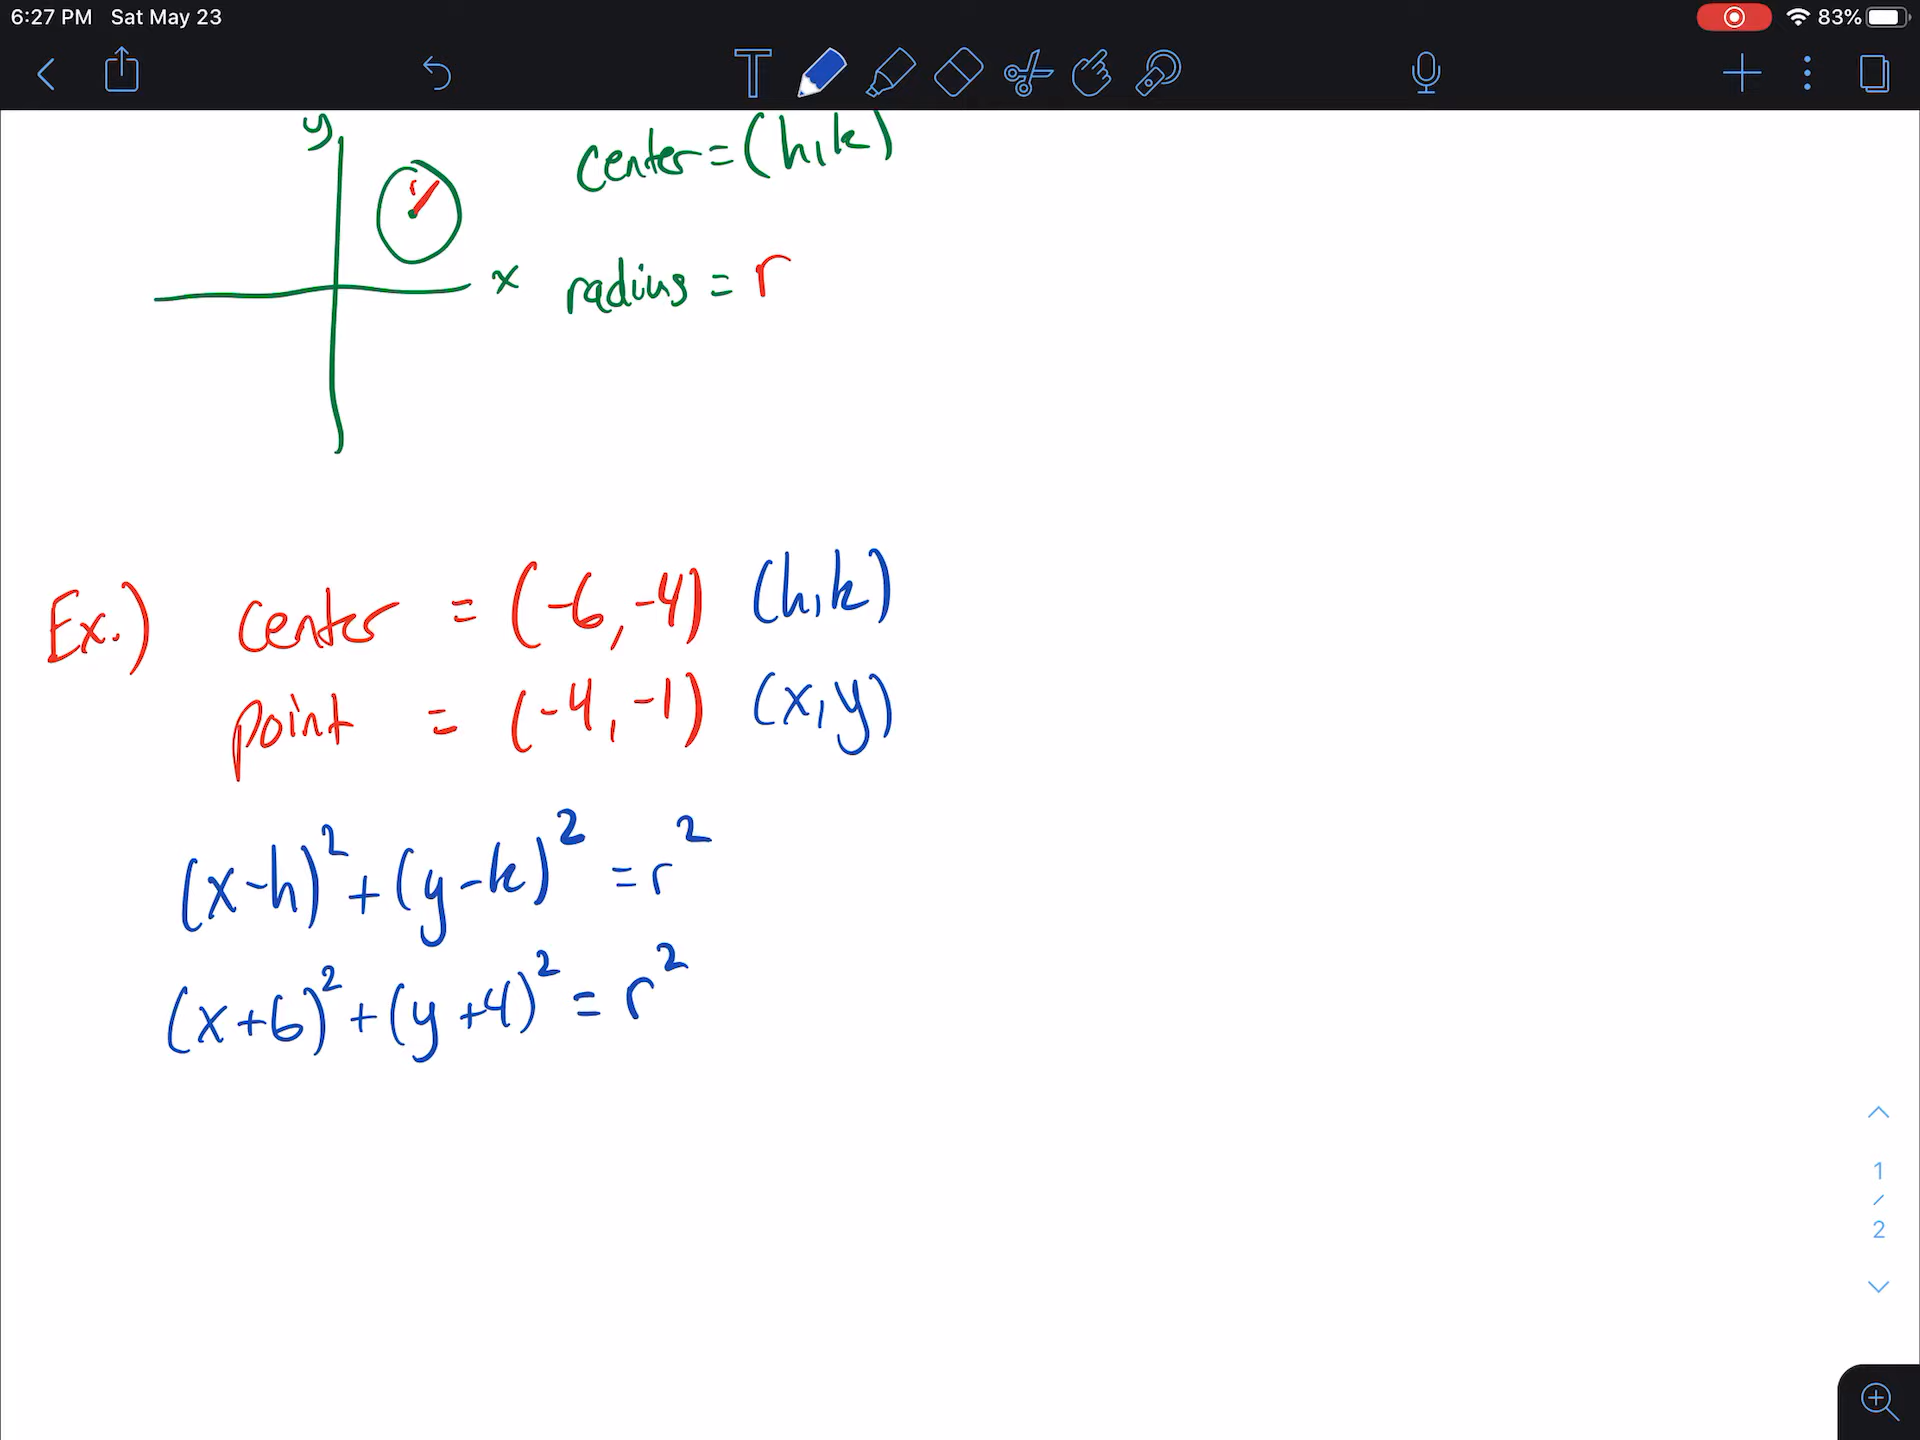 6:27 PM Sat May 23 83%
T
y
center = (h,k)
r
x
radius = r
Ex.) center = (-6, -4) (h,k)
point = (-4, -1) (x,y)
(x-h)² + (y-k)² = r²
(x+6)² + (y+4)² = r²
1
/
2